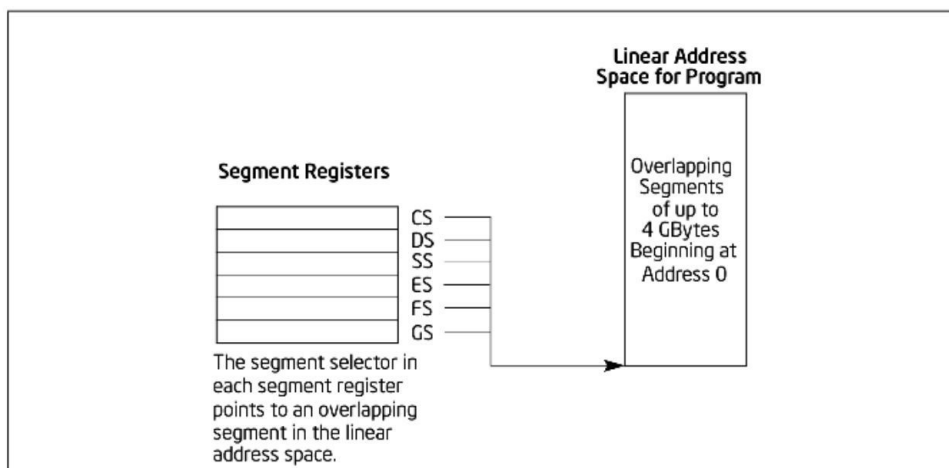 Linear Address
Space for Program
Overlapping
Segments
of up to
4 GBytes
Beginning at
Address 0
Segment Registers
CS
DS
SS
ES
FS
GS
The segment selector in
each segment register
points to an overlapping
segment in the linear
address space.